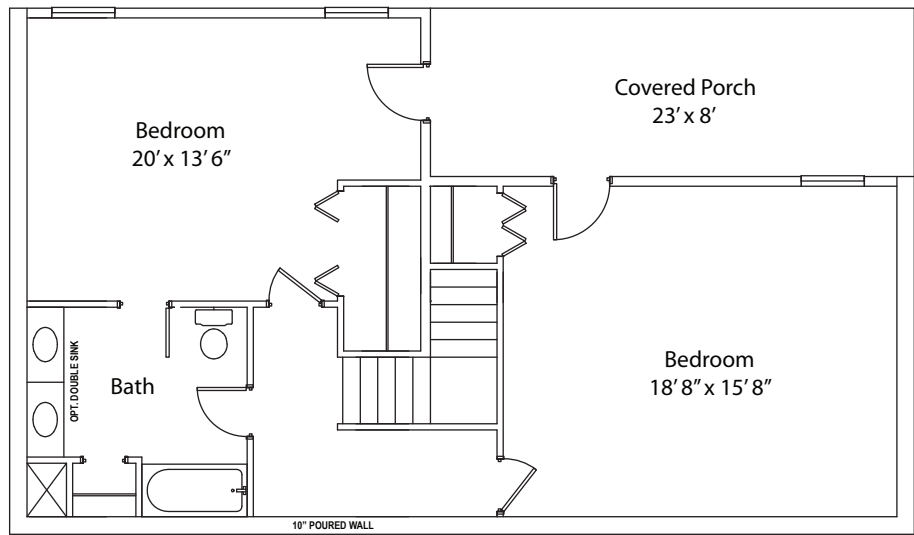 Covered Porch
23’ x 8’
Bedroom
20’ x 13’ 6”
OPT. DOUBLE SINK
Bath
Bedroom
18’ 8” x 15’ 8”
10” POURED WALL